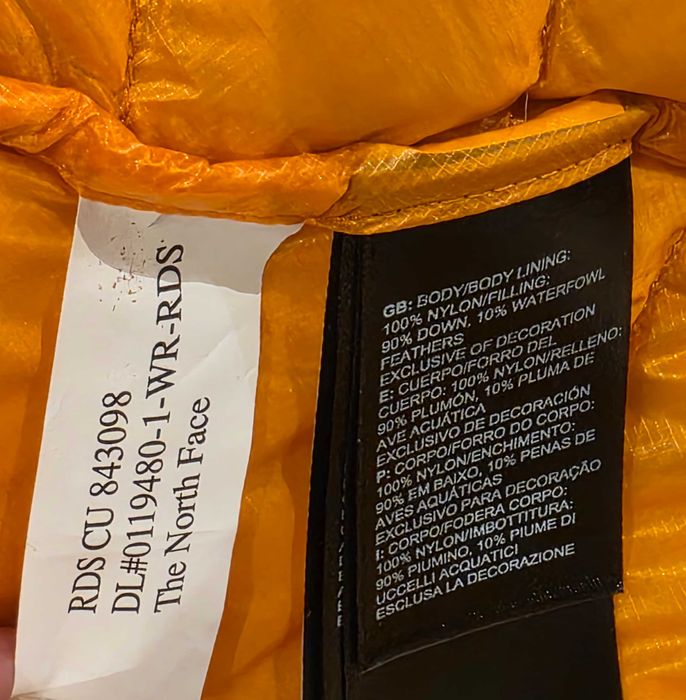 RDS CU 843098
DL#0119480-1-WR-RDS
The North Face
GB: BODY/BODY LINING:
100% NYLON/FILLING:
90% DOWN, 10% WATERFOWL
FEATHERS
EXCLUSIVE OF DECORATION
E: CUERPO/FORRO DEL
CUERPO: 100% NYLON/RELLENO:
90% PLUMÓN, 10% PLUMA DE
AVE ACUÁTICA
EXCLUSIVO DE DECORACIÓN
P: CORPO/FORRO DO CORPO:
100% NYLON/ENCHIMENTO:
90% EM BAIXO, 10% PENAS DE
AVES AQUÁTICAS
EXCLUSIVO PARA DECORAÇÃO
I: CORPO/FODERA CORPO:
100% NYLON/IMBOTTITURA:
90% PIUMINO, 10% PIUME DI
UCCELLI ACQUATICI
ESCLUSA LA DECORAZIONE